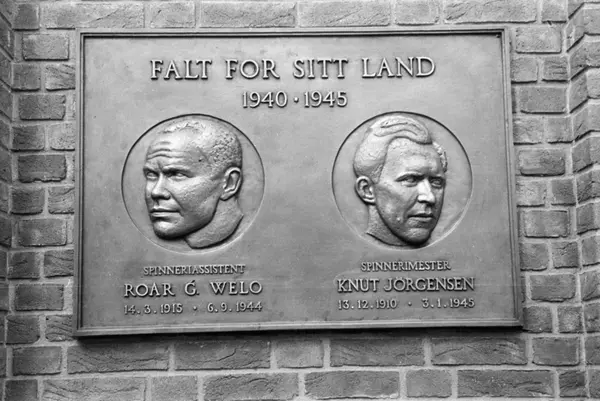 FALT FOR SITT LAND
1940 · 1945
SPINNERIASSISTENT
ROAR G. WELO
14.3.1915 · 6.9.1944
SPINNERIMESTER
KNUT JÖRGENSEN
13.12.1910 · 3.1.1945